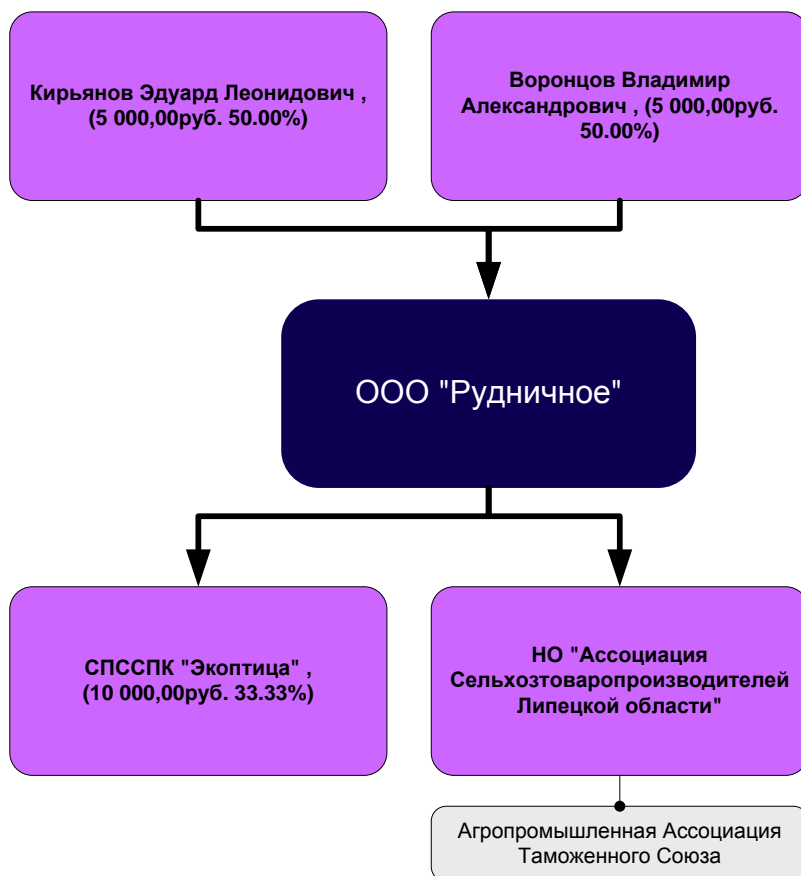 Кирьянов Эдуард Леонидович ,
(5 000,00руб. 50.00%)
Воронцов Владимир
Александрович , (5 000,00руб.
50.00%)
ООО "Рудничное"
СПССПК "Экоптица" ,
(10 000,00руб. 33.33%)
НО "Ассоциация
Сельхозтоваропроизводителей
Липецкой области"
Агропромышленная Ассоциация
Таможенного Союза